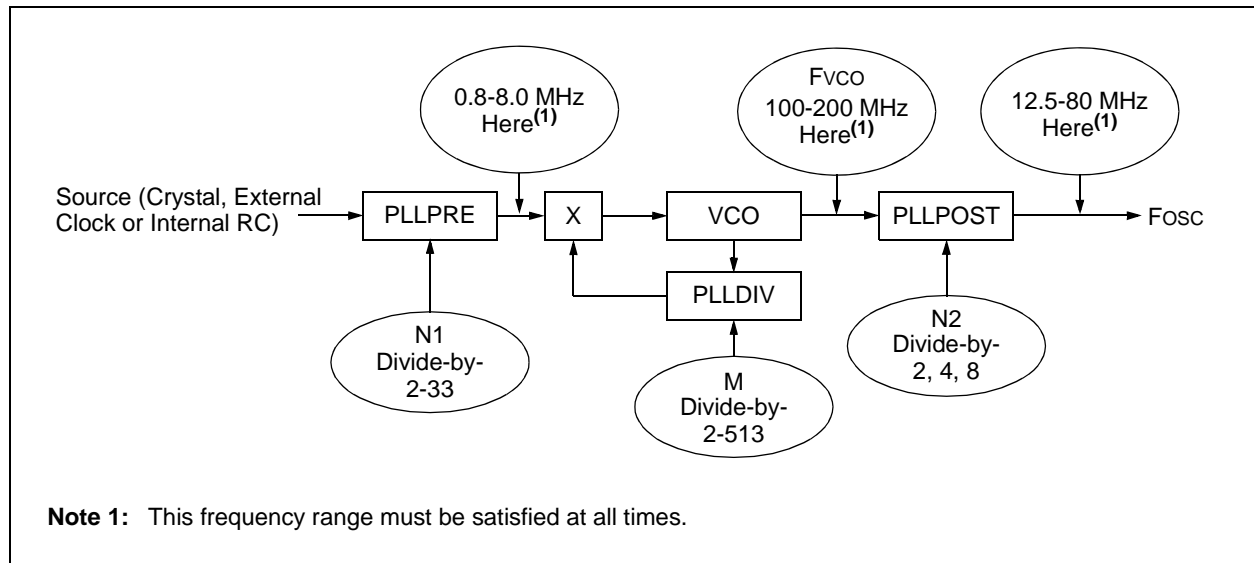 0.8-8.0 MHz
Here(1)
FVCO
100-200 MHz
Here(1)
12.5-80 MHz
Here(1)
Source (Crystal, External
Clock or Internal RC)
PLLPRE
X
VCO
PLLPOST
FOSC
PLLDIV
N1
Divide-by-
2-33
M
Divide-by-
2-513
N2
Divide-by-
2, 4, 8
Note 1: This frequency range must be satisfied at all times.